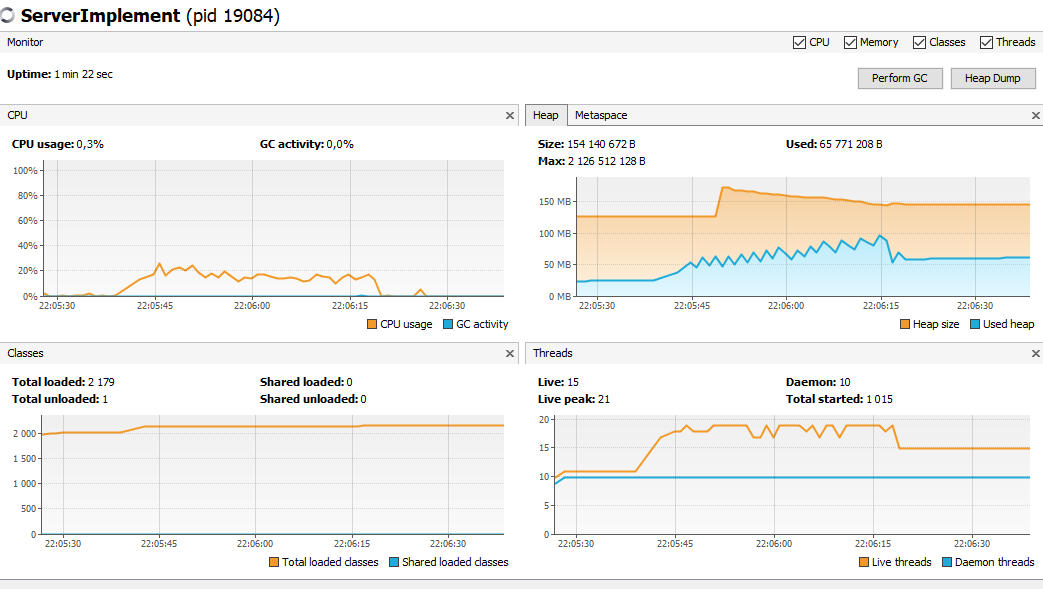 ServerImplement (pid 19084)
Monitor
CPU Memory Classes Threads
Uptime: 1 min 22 sec
Perform GC Heap Dump
CPU
CPU usage: 0,3% GC activity: 0,0%
100%
80%
60%
40%
20%
0%
22:05:30 22:05:45 22:06:00 22:06:15 22:06:30
CPU usage GC activity
Heap Metaspace
Size: 154 140 672 B Used: 65 771 208 B
Max: 2 126 512 128 B
150 MB
100 MB
50 MB
0 MB
22:05:30 22:05:45 22:06:00 22:06:15 22:06:30
Heap size Used heap
Classes
Total loaded: 2 179 Shared loaded: 0
Total unloaded: 1 Shared unloaded: 0
2 000
1 500
1 000
500
0
22:05:30 22:05:45 22:06:00 22:06:15 22:06:30
Total loaded classes Shared loaded classes
Threads
Live: 15 Daemon: 10
Live peak: 21 Total started: 1 015
20
15
10
5
0
22:05:30 22:05:45 22:06:00 22:06:15 22:06:30
Live threads Daemon threads